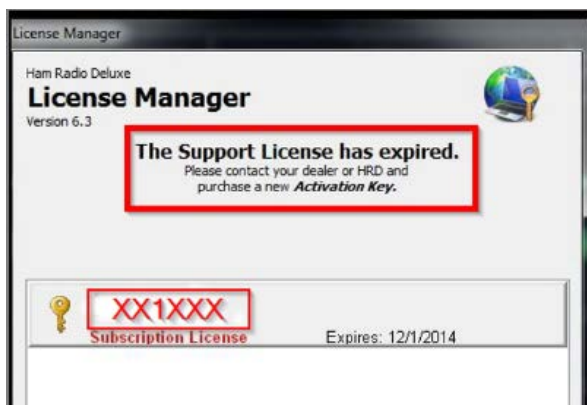 License Manager
Ham Radio Deluxe
License Manager
Version 6.3
The Support License has expired.
Please contact your dealer or HRD and
purchase a new Activation Key.
XX1XXX
Subscription License Expires: 12/1/2014